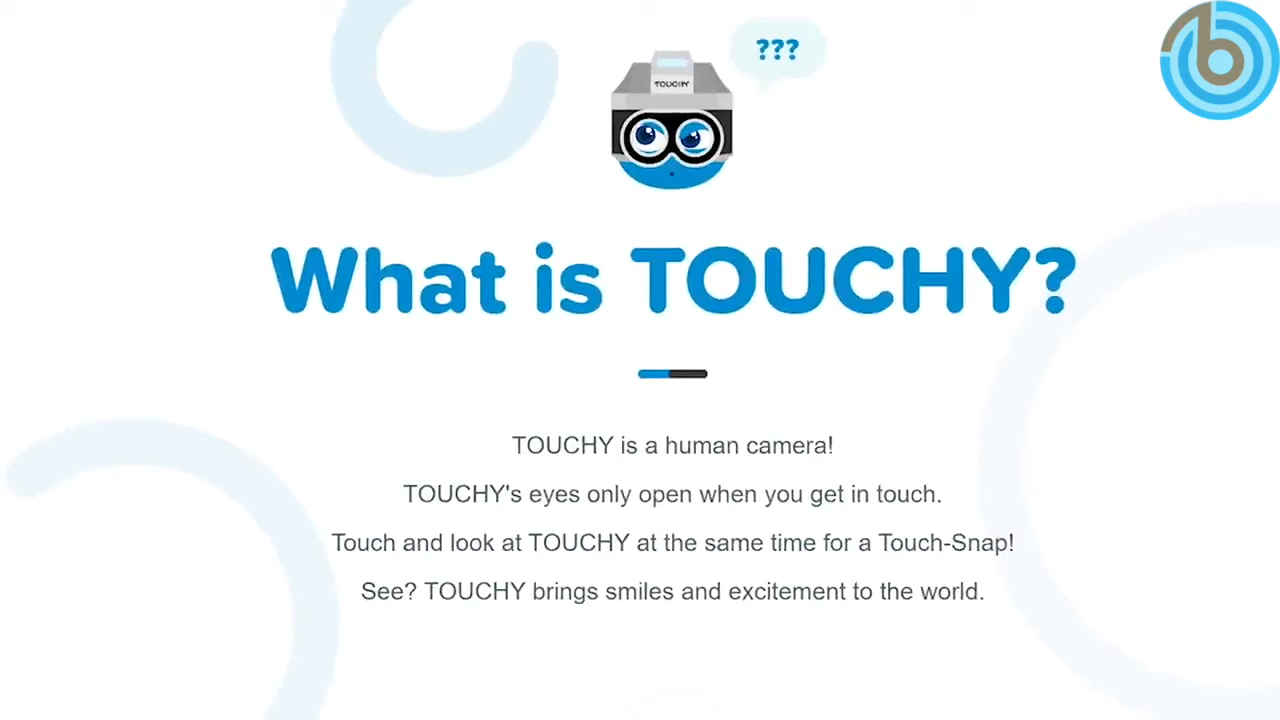 ???
TOUCHY
What is TOUCHY?
TOUCHY is a human camera!
TOUCHY's eyes only open when you get in touch.
Touch and look at TOUCHY at the same time for a Touch-Snap!
See? TOUCHY brings smiles and excitement to the world.